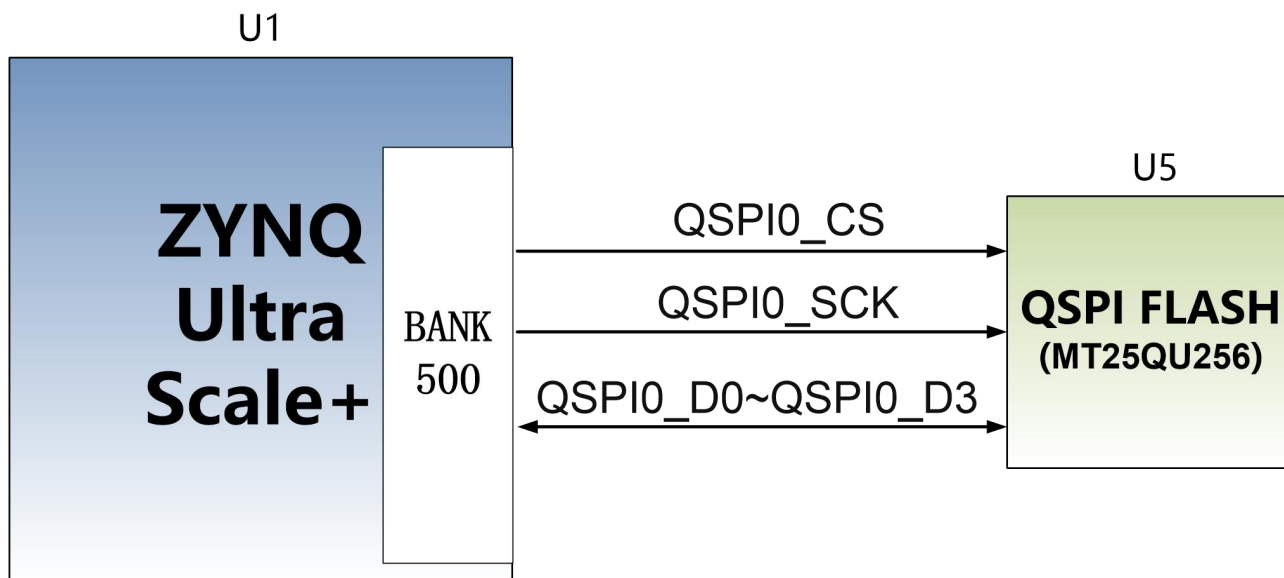 U1
ZYNQ
Ultra
Scale+
BANK
500
QSPI0_CS
QSPI0_SCK
QSPI0_D0~QSPI0_D3
U5
QSPI FLASH
(MT25QU256)